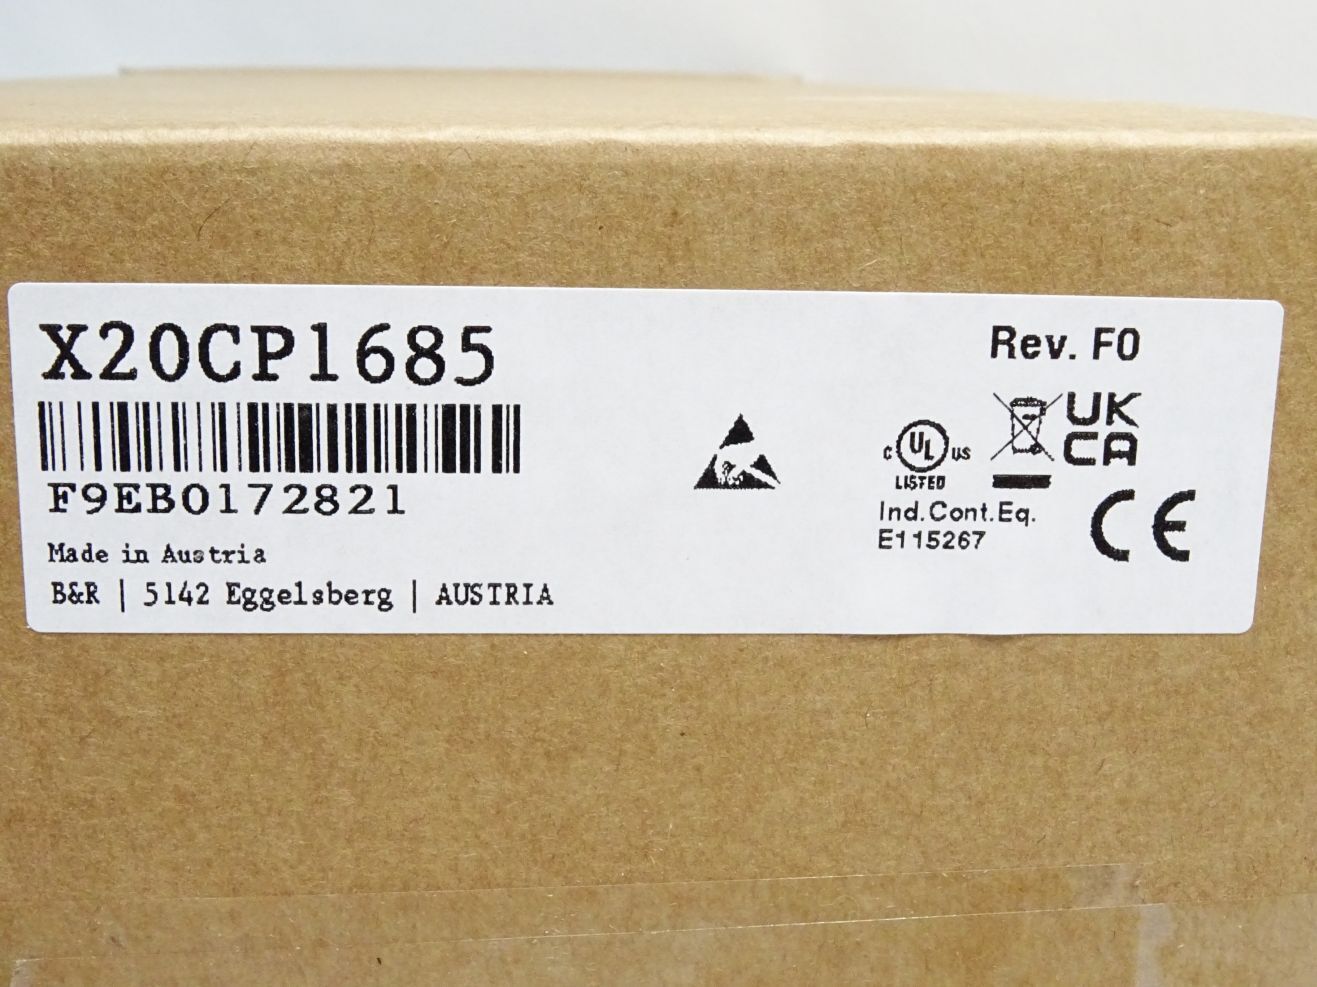 X20CP1685
Rev. F0
F9EB0172821
Made in Austria
B&R | 5142 Eggelsberg | AUSTRIA
C UL US
LISTED
Ind.Cont.Eq.
E115267
UK
CA
CE